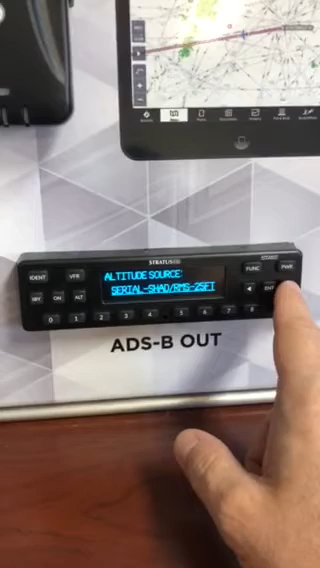 STRATUS
IDENT VFR
FUNC PWR
ALTITUDE SOURCE:
SERIAL-SHAD/RMS-25FT
SBY ON ALT
ENT
0 1 2 3 4 5 6 7 8
ADS-B OUT